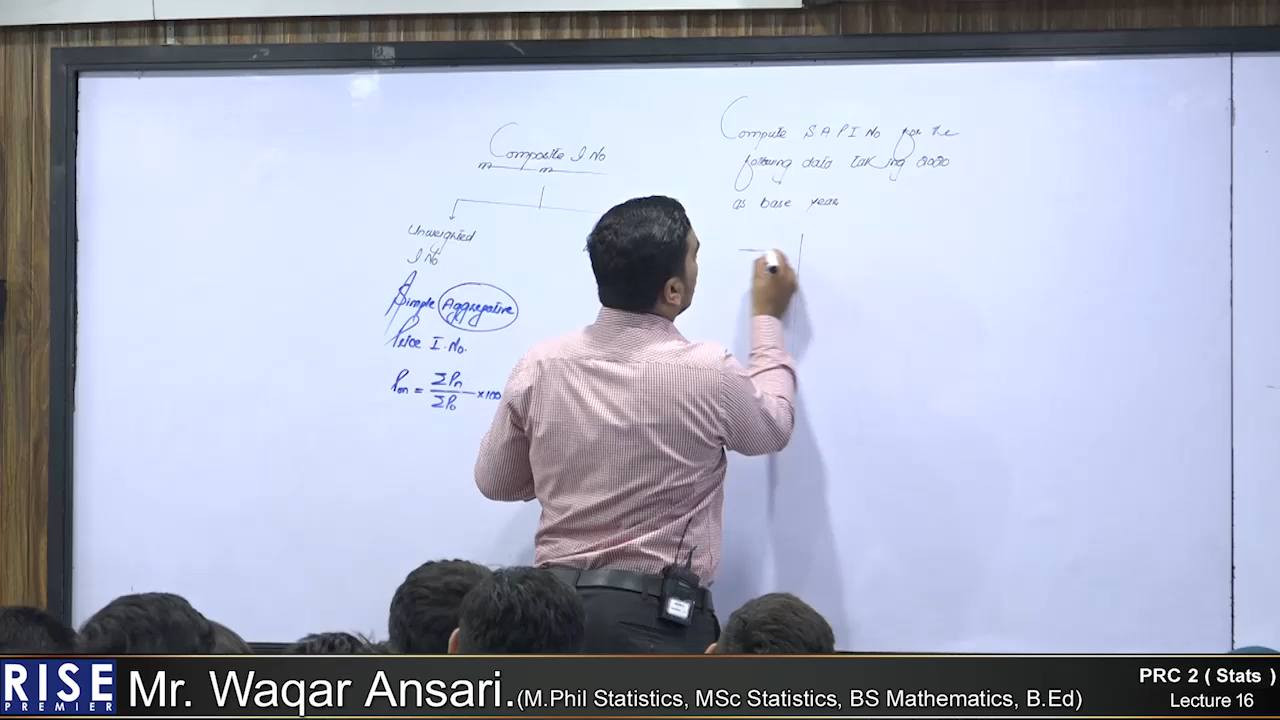 Composite I No
Unweighted
I No
Simple Aggregative
Price I. No.
Pon = ΣPn / ΣPo × 100
Compute S A P I No for the
following data taking 2020
as base year
RISE
PREMIER
Mr. Waqar Ansari.(M.Phil Statistics, MSc Statistics, BS Mathematics, B.Ed)
PRC 2 ( Stats )
Lecture 16